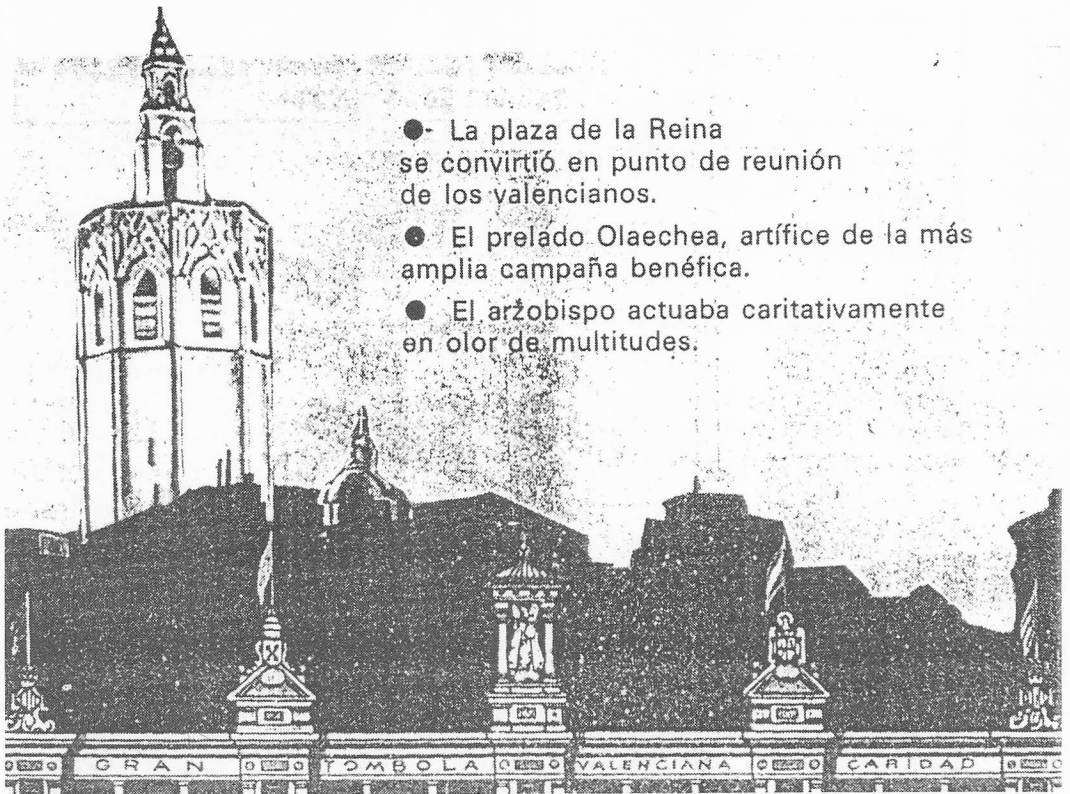 ●- La plaza de la Reina
se convirtió en punto de reunión
de los valencianos.
● El prelado Olaechea, artífice de la más
amplia campaña benéfica.
● El arzobispo actuaba caritativamente
en olor de multitudes.
GRAN TOMBOLA VALENCIANA CARIDAD